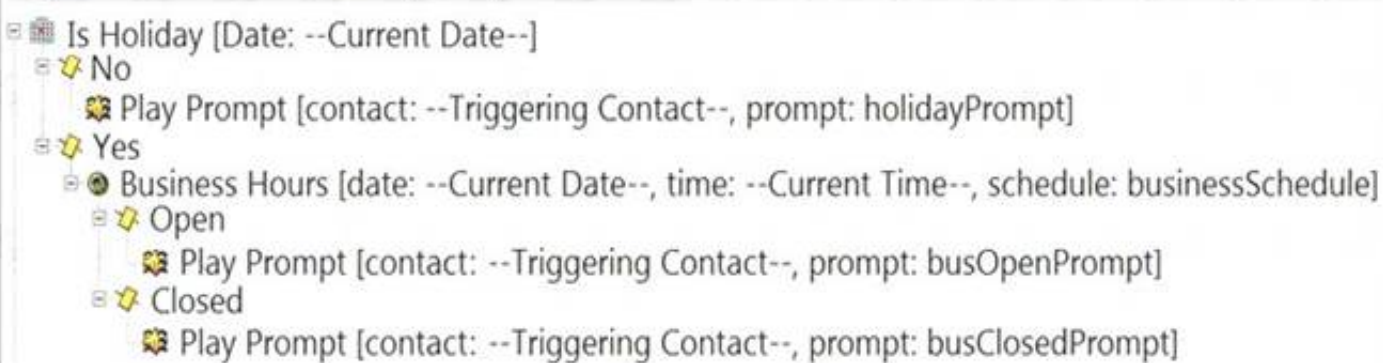 Is Holiday [Date: --Current Date--]
No
Play Prompt [contact: --Triggering Contact--, prompt: holidayPrompt]
Yes
Business Hours [date: --Current Date--, time: --Current Time--, schedule: businessSchedule]
Open
Play Prompt [contact: --Triggering Contact--, prompt: busOpenPrompt]
Closed
Play Prompt [contact: --Triggering Contact--, prompt: busClosedPrompt]